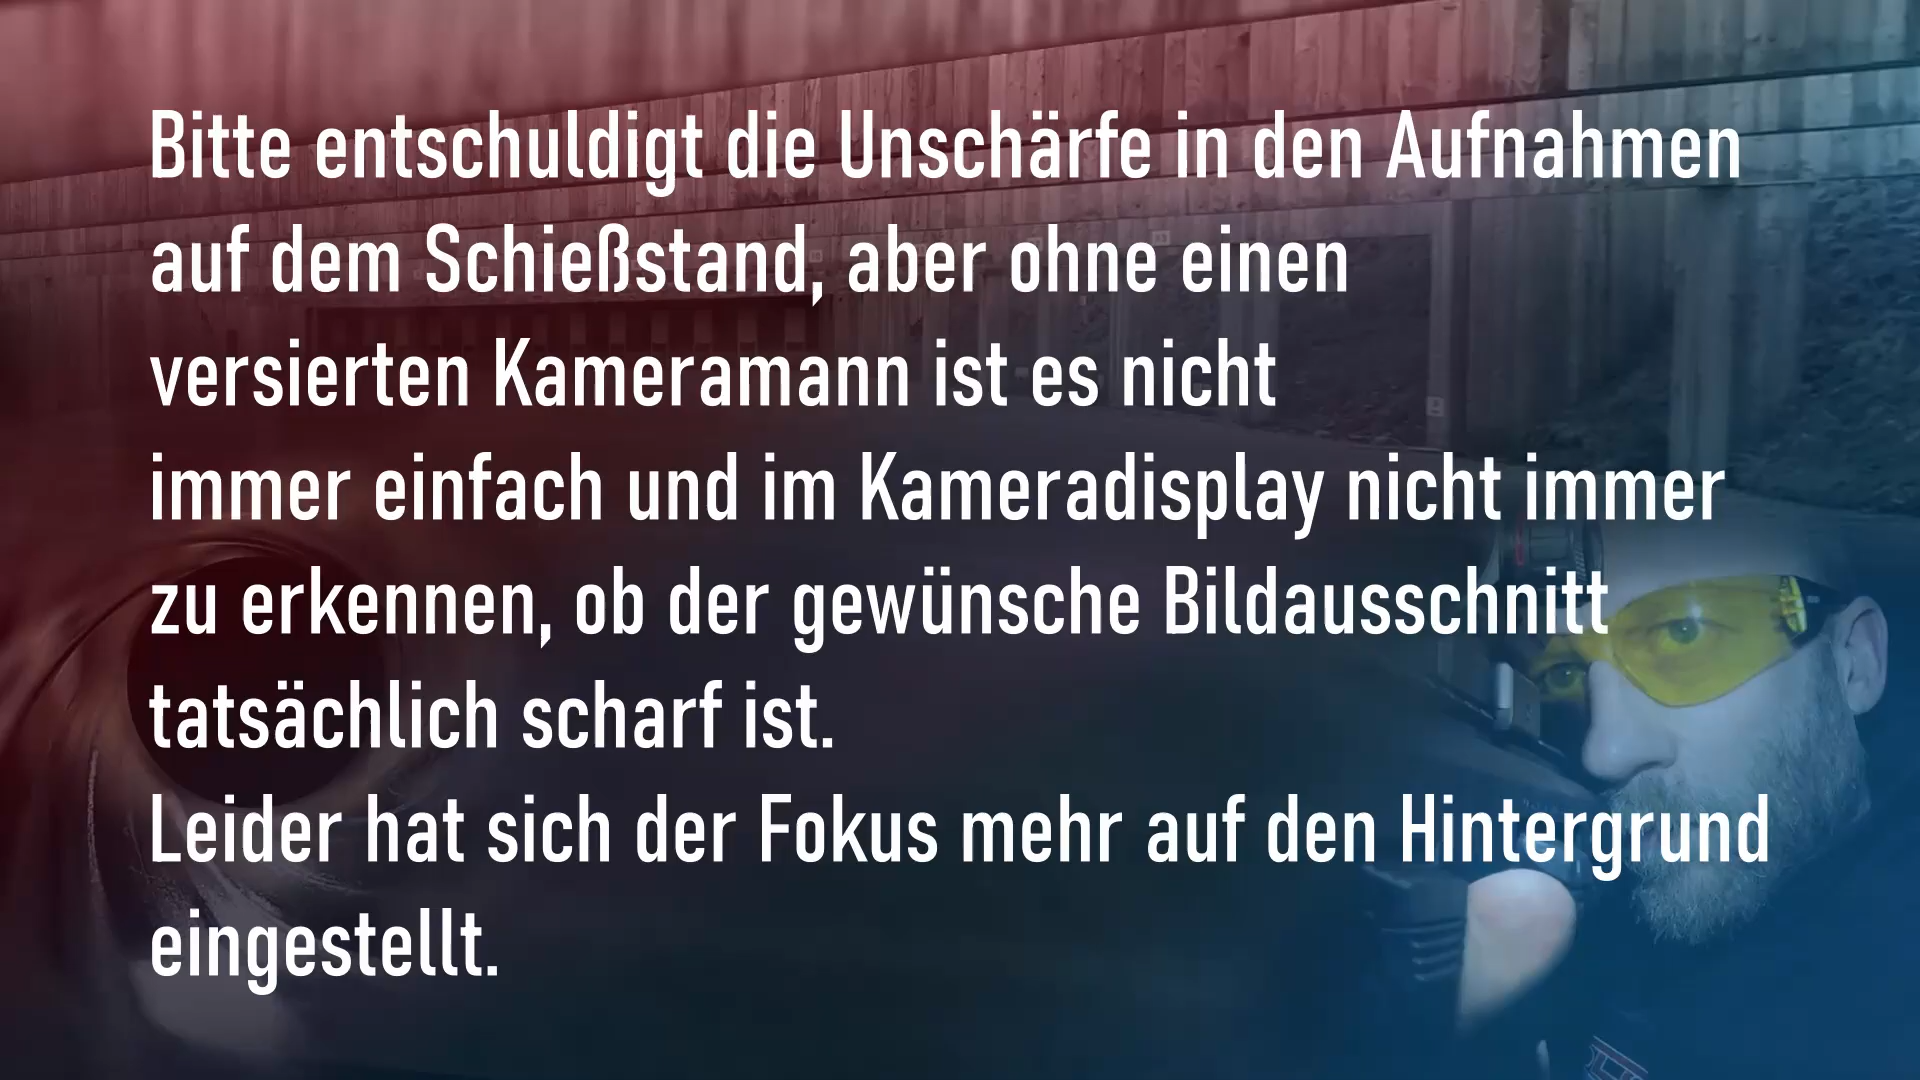 Bitte entschuldigt die Unschärfe in den Aufnahmen
auf dem Schießstand, aber ohne einen
versierten Kameramann ist es nicht
immer einfach und im Kameradisplay nicht immer
zu erkennen, ob der gewünsche Bildausschnitt
tatsächlich scharf ist.
Leider hat sich der Fokus mehr auf den Hintergrund
eingestellt.